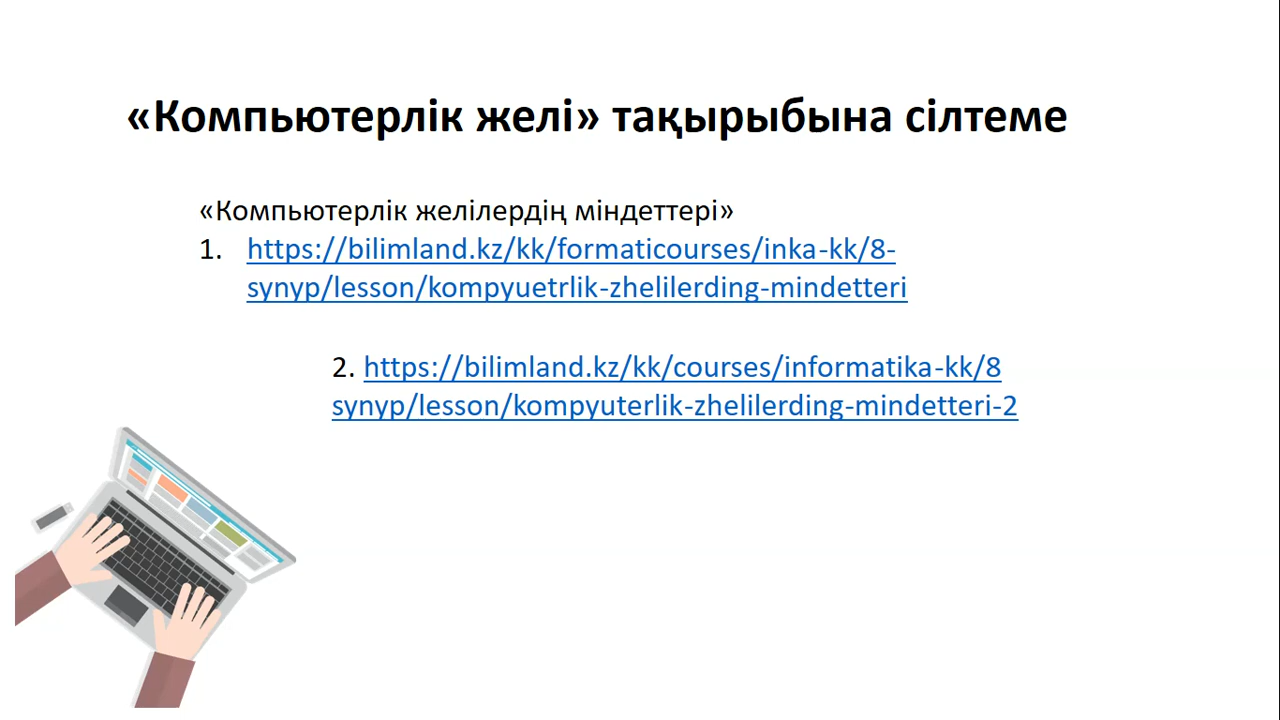 «Компьютерлік желі» тақырыбына сілтеме
«Компьютерлік желілердің міндеттері»
1. https://bilimland.kz/kk/formaticourses/inka-kk/8-
synyp/lesson/kompyuetrlik-zhelilerding-mindetteri
2. https://bilimland.kz/kk/courses/informatika-kk/8
synyp/lesson/kompyuterlik-zhelilerding-mindetteri-2